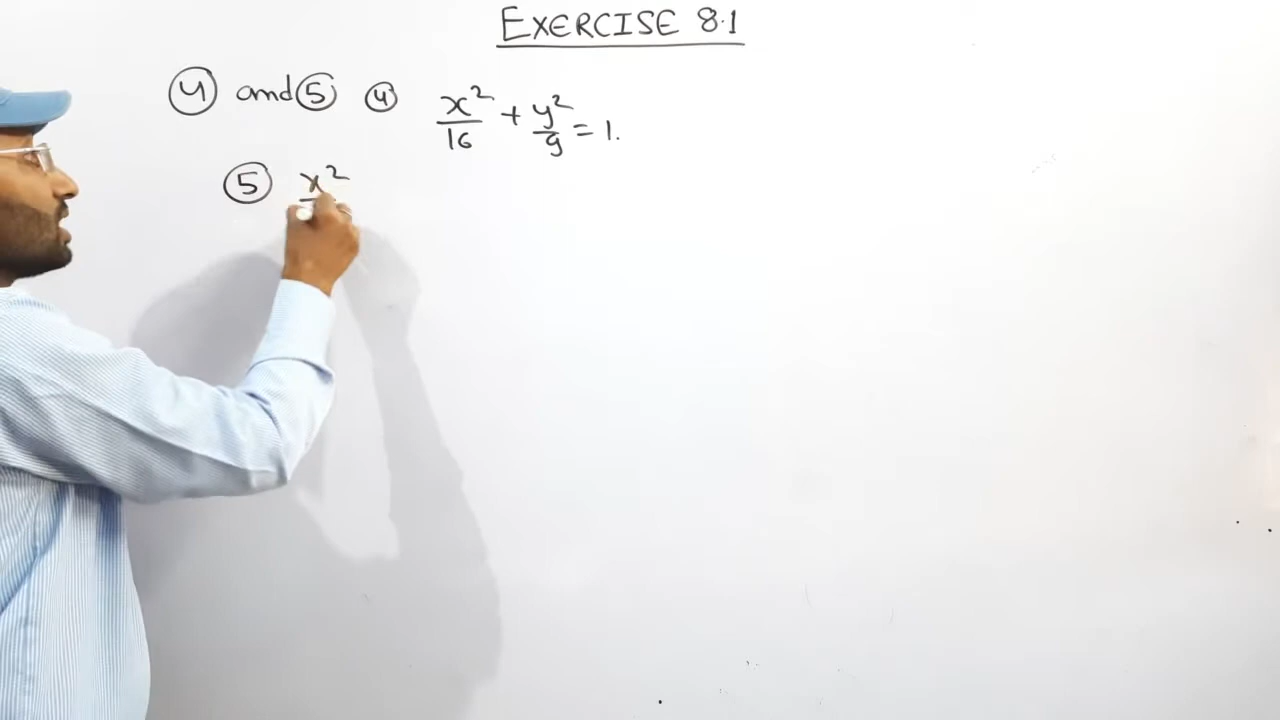 EXERCISE 8.1
④ and ⑤ ④ x²/16 + y²/9 = 1.
⑤ x²